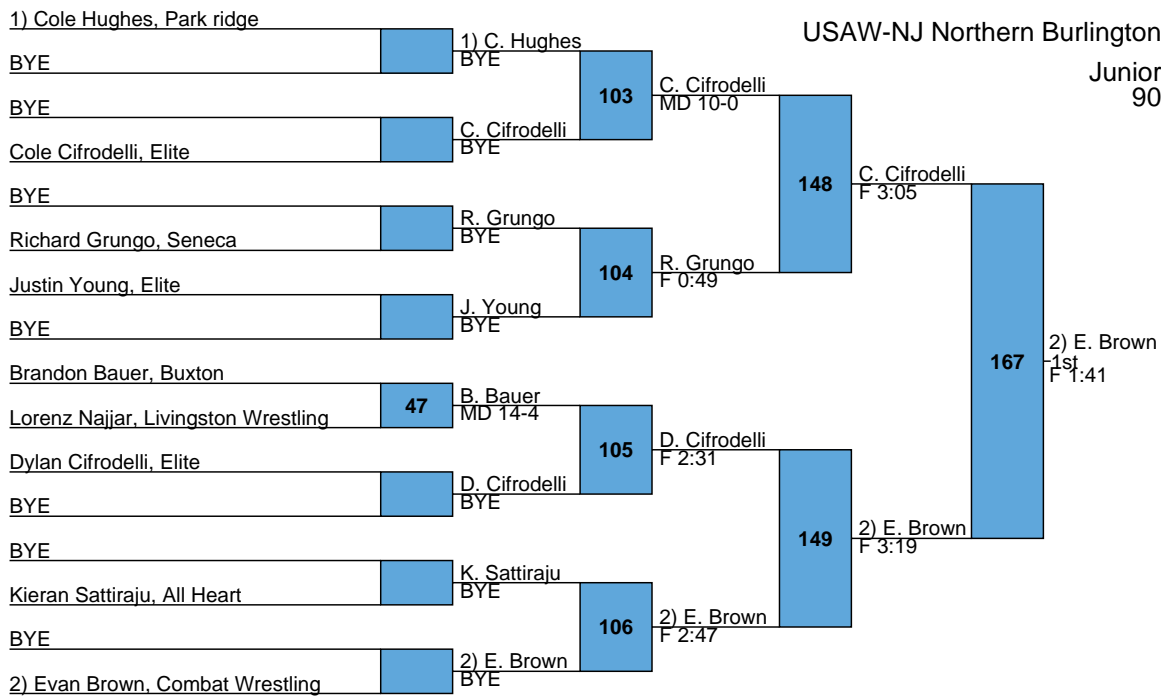 USAW-NJ Northern Burlington
Junior
90
1) Cole Hughes, Park ridge
BYE
BYE
Cole Cifrodelli, Elite
BYE
Richard Grungo, Seneca
Justin Young, Elite
BYE
Brandon Bauer, Buxton
47
Lorenz Najjar, Livingston Wrestling
Dylan Cifrodelli, Elite
BYE
BYE
Kieran Sattiraju, All Heart
BYE
2) Evan Brown, Combat Wrestling
1) C. Hughes
BYE
103
C. Cifrodelli
BYE
R. Grungo
BYE
104
J. Young
BYE
B. Bauer
MD 14-4
105
D. Cifrodelli
BYE
K. Sattiraju
BYE
106
2) E. Brown
BYE
C. Cifrodelli
MD 10-0
148
R. Grungo
F 0:49
D. Cifrodelli
F 2:31
149
2) E. Brown
F 2:47
C. Cifrodelli
F 3:05
167
2) E. Brown
F 3:19
2) E. Brown
1st
F 1:41